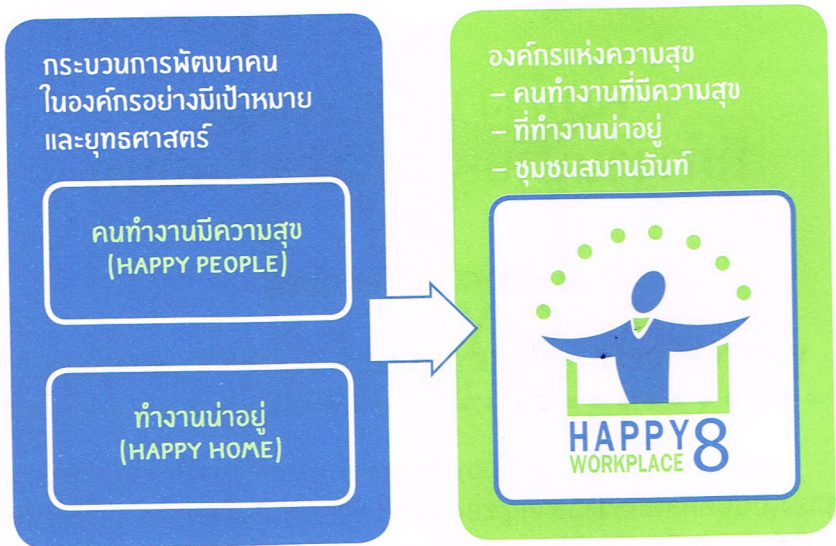 กระบวนการพัฒนาคน
ในองค์กรอย่างมีเป้าหมาย
และยุทธศาสตร์
คนทำงานมีความสุข
(HAPPY PEOPLE)
ทำงานน่าอยู่
(HAPPY HOME)
องค์กรแห่งความสุข
– คนทำงานที่มีความสุข
– ที่ทำงานน่าอยู่
– ชุมชนสมานฉันท์
HAPPY 8
WORKPLACE